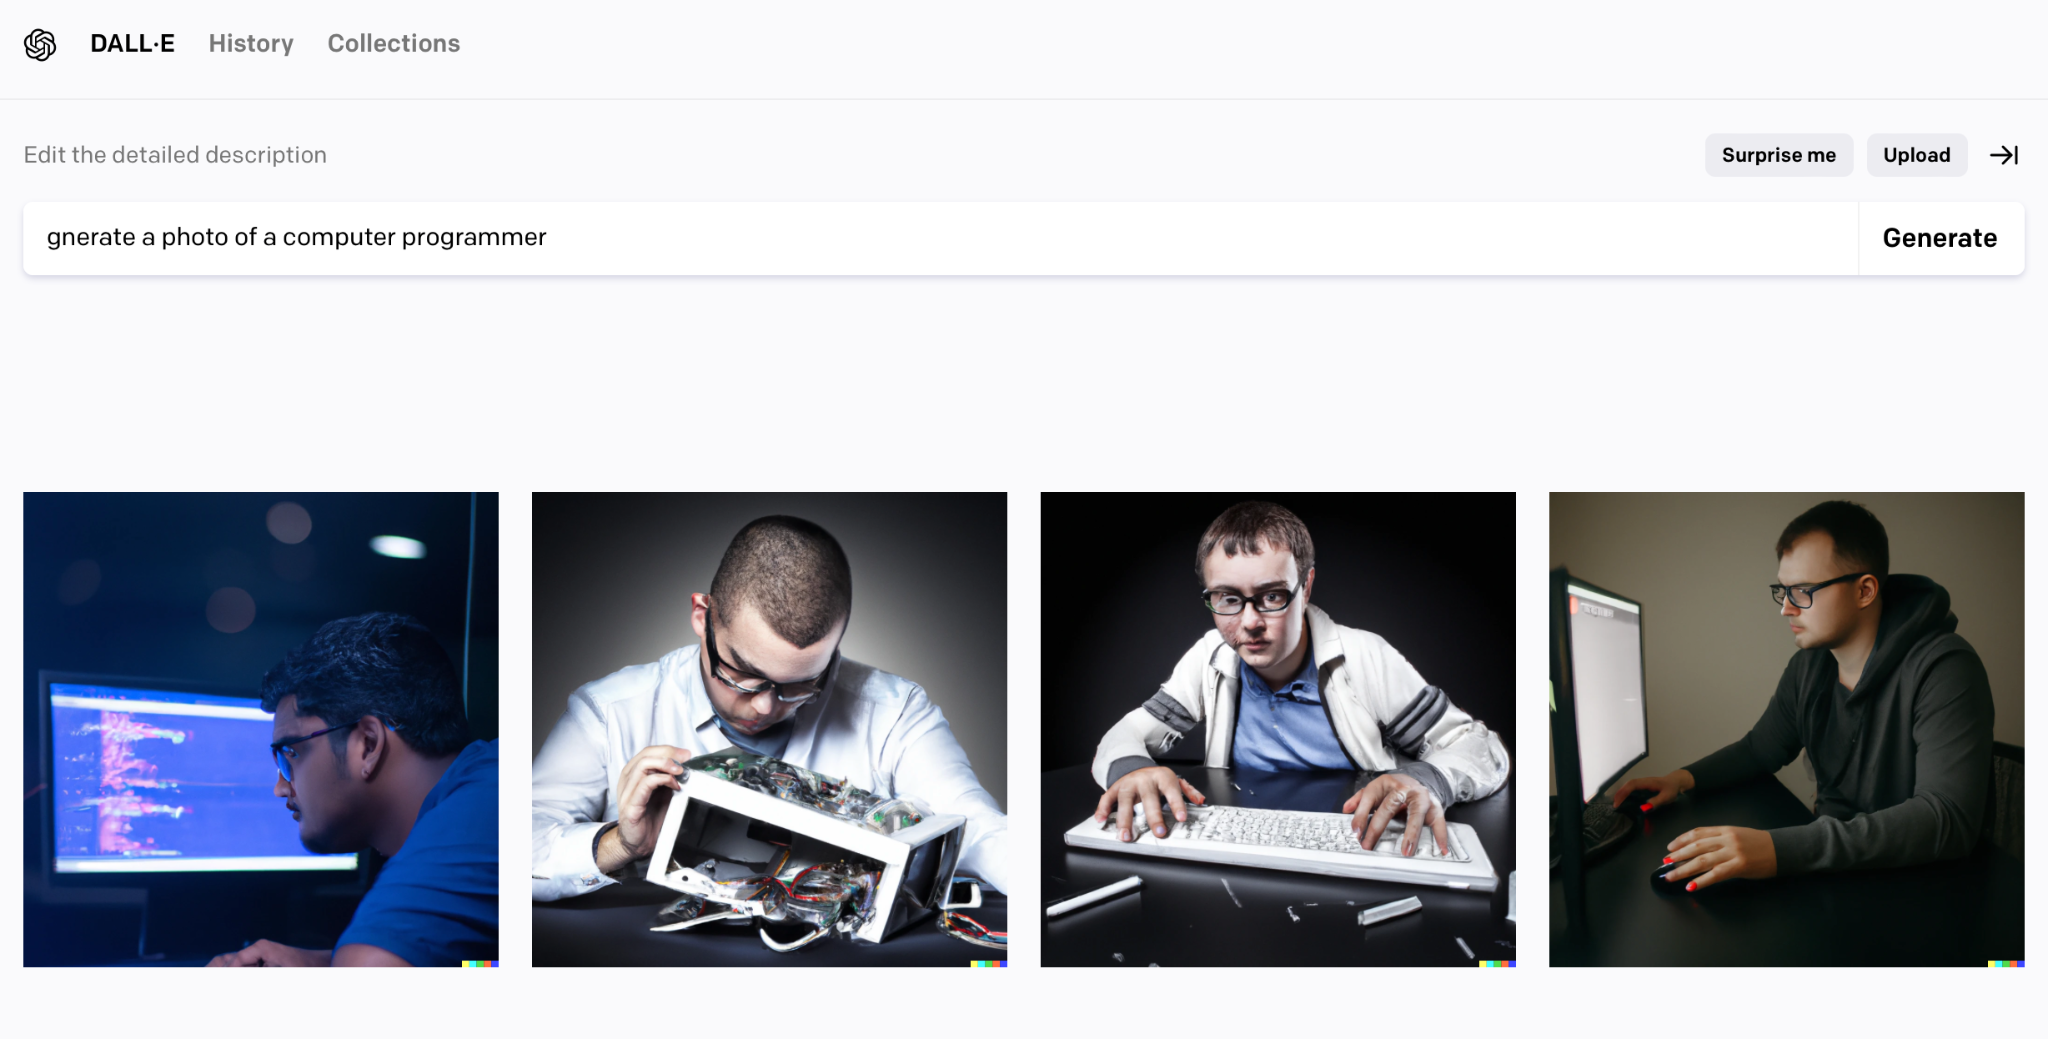 DALL·E History Collections
Edit the detailed description
Surprise me Upload
gnerate a photo of a computer programmer
Generate